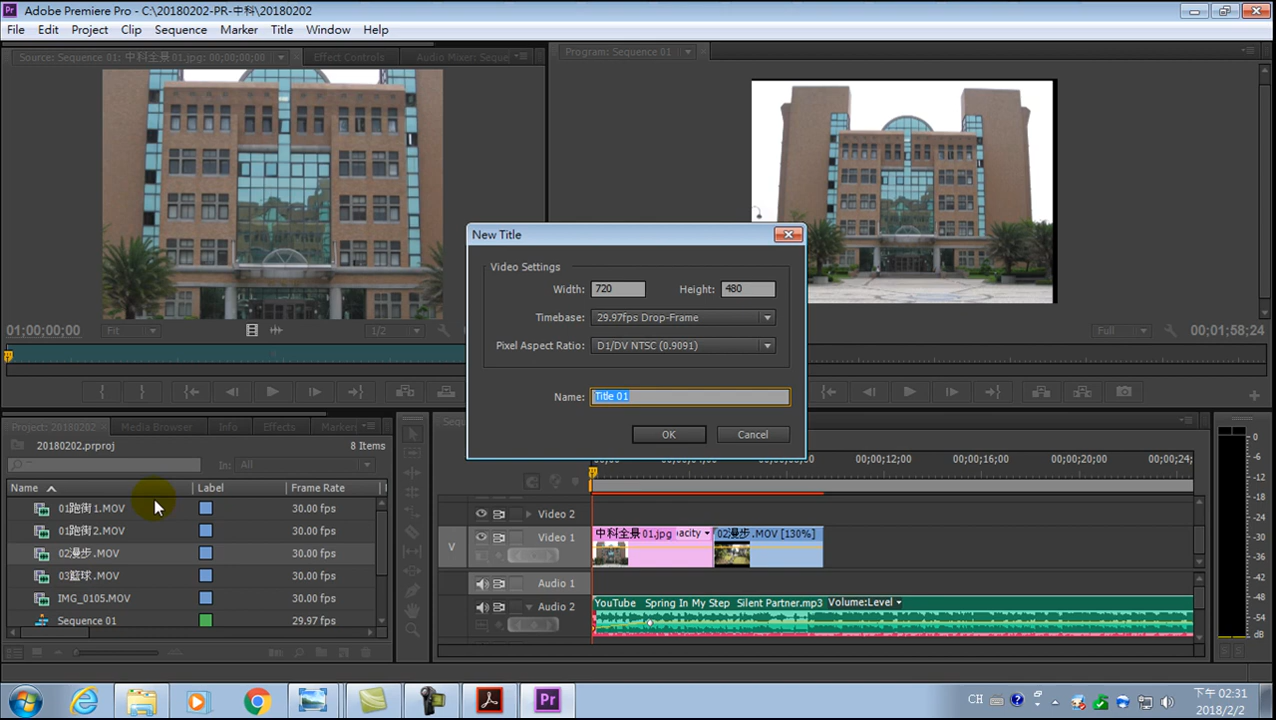 Adobe Premiere Pro - C:\20180202-PR-中科\20180202
File Edit Project Clip Sequence Marker Title Window Help
Source: Sequence 01: 中科全景01.jpg: 00;00;00;00 Effect Controls Audio Mixer: Seque
Program: Sequence 01
New Title
Video Settings
Width: 720 Height: 480
Timebase: 29.97fps Drop-Frame
Pixel Aspect Ratio: D1/DV NTSC (0.9091)
Name: Title 01
OK Cancel
01;00;00;00 Fit 1/2
Full 00;01;58;24
Project: 20180202 Media Browser Info Effects Markers
20180202.prproj 8 Items
In: All
Name Label Frame Rate
01跑街1.MOV 30.00 fps
01跑街2.MOV 30.00 fps
02漫步.MOV 30.00 fps
03籃球.MOV 30.00 fps
IMG_0105.MOV 30.00 fps
Sequence 01 29.97 fps
00;00;12;00 00;00;16;00 00;00;20;00 00;00;24;
Video 2
V Video 1 中科全景01.jpg acity 02漫步.MOV [130%]
Audio 1
Audio 2 YouTube Spring In My Step Silent Partner.mp3 Volume:Level
0
-6
-12
-18
-24
-30
-36
-42
-48
-54
dB
CH
下午 02:31
2018/2/2